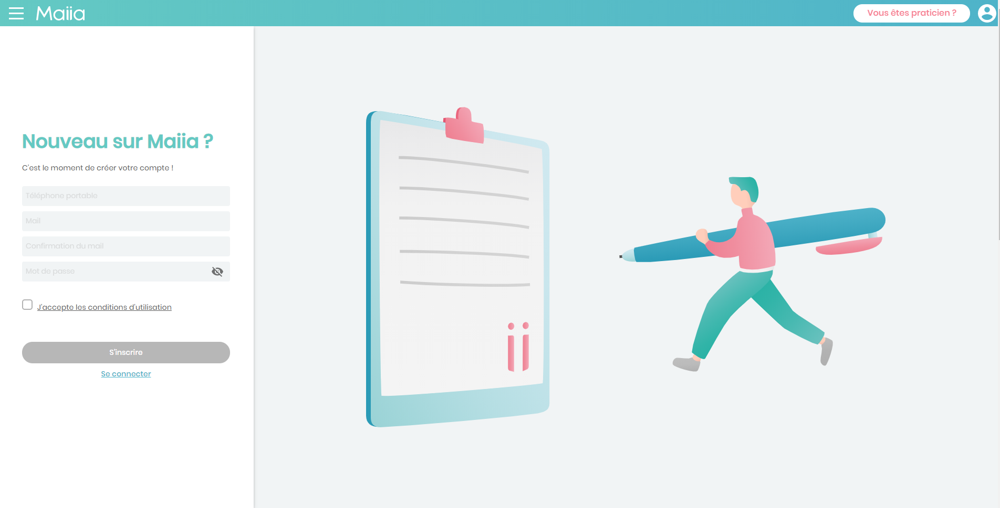 Maiia
Vous êtes praticien ?
Nouveau sur Maiia ?
C'est le moment de créer votre compte !
Téléphone portable
Mail
Confirmation du mail
Mot de passe
J'accepte les conditions d'utilisation
S'inscrire
Se connecter
ii